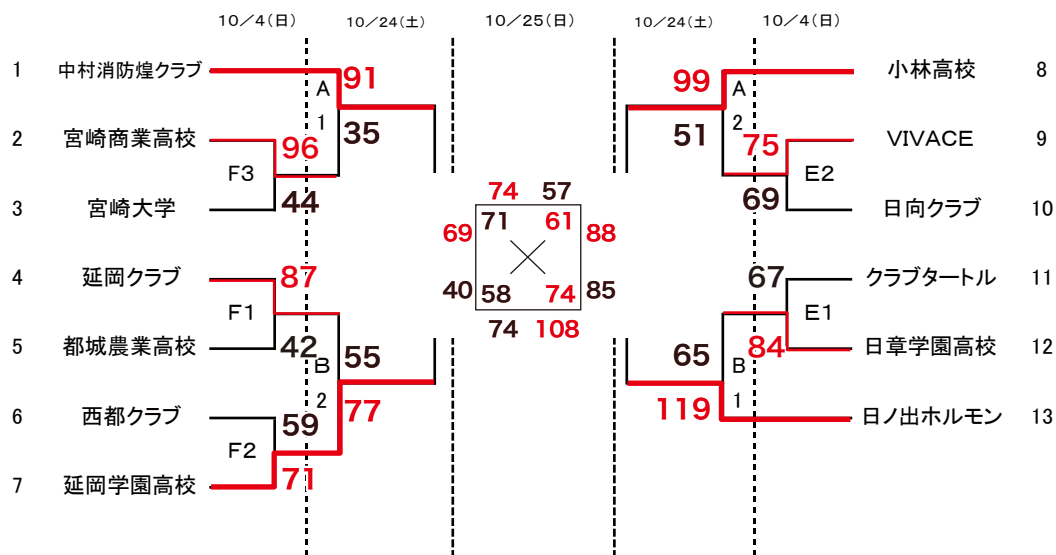 10／4(日) 10／24(土) 10／25(日) 10／24(土) 10／4(日)
1 中村消防煌クラブ 91 99 小林高校 8
A 1 35 51 A 2
2 宮崎商業高校 96 75 VIVACE 9
F3 E2
3 宮崎大学 44 69 日向クラブ 10
74 57
71 61
69 88
40 85
58 74
74 108
4 延岡クラブ 87 67 クラブタートル 11
F1 E1
5 都城農業高校 42 84 日章学園高校 12
B 2 55 65 B 1
77 119
6 西都クラブ 59 日ノ出ホルモン 13
F2
7 延岡学園高校 71